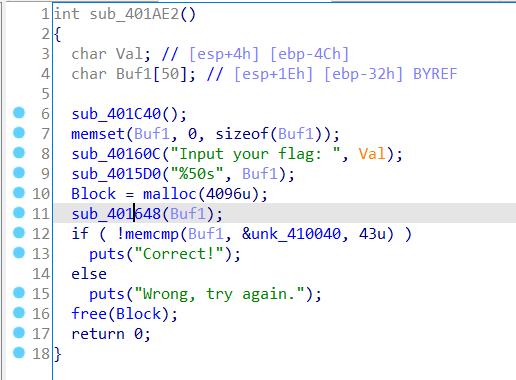 1 int sub_401AE2()
2 {
3 char Val; // [esp+4h] [ebp-4Ch]
4 char Buf1[50]; // [esp+1Eh] [ebp-32h] BYREF
5
6 sub_401C40();
7 memset(Buf1, 0, sizeof(Buf1));
8 sub_40160C("Input your flag: ", Val);
9 sub_4015D0("%50s", Buf1);
10 Block = malloc(4096u);
11 sub_401648(Buf1);
12 if ( !memcmp(Buf1, &unk_410040, 43u) )
13 puts("Correct!");
14 else
15 puts("Wrong, try again.");
16 free(Block);
17 return 0;
18 }